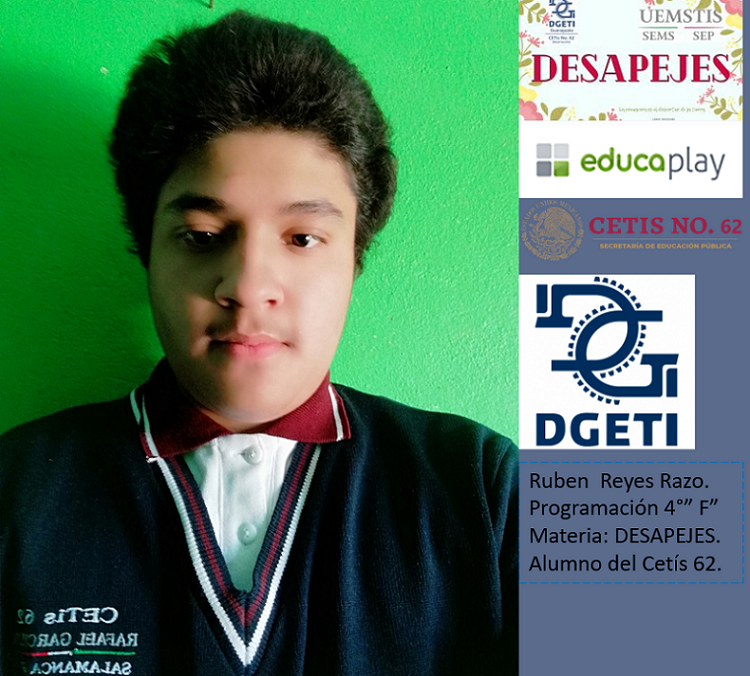 DGETI
CETis No. 62
UEMSTIS
SEMS SEP
DESAPEJES
educaplay
CETIS NO. 62
SECRETARÍA DE EDUCACIÓN PÚBLICA
DGETI
Ruben Reyes Razo.
Programación 4°” F”
Materia: DESAPEJES.
Alumno del Cetís 62.
CETis 62
RAFAEL GARC
SALAMANCA